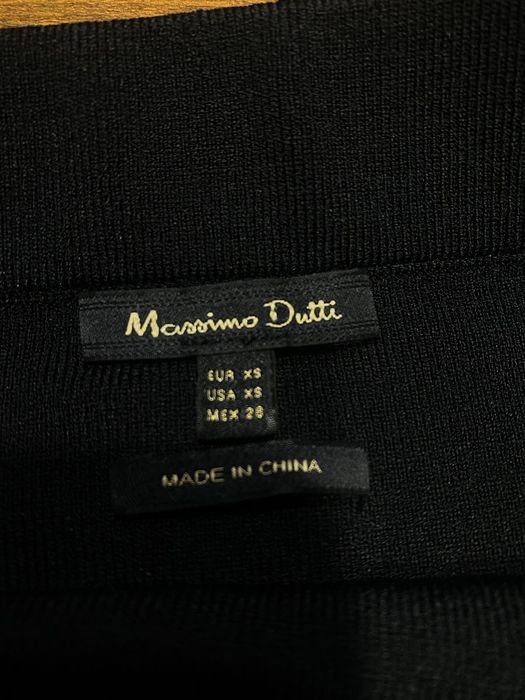 Massimo Dutti
EUR XS
USA XS
MEX 26
MADE IN CHINA